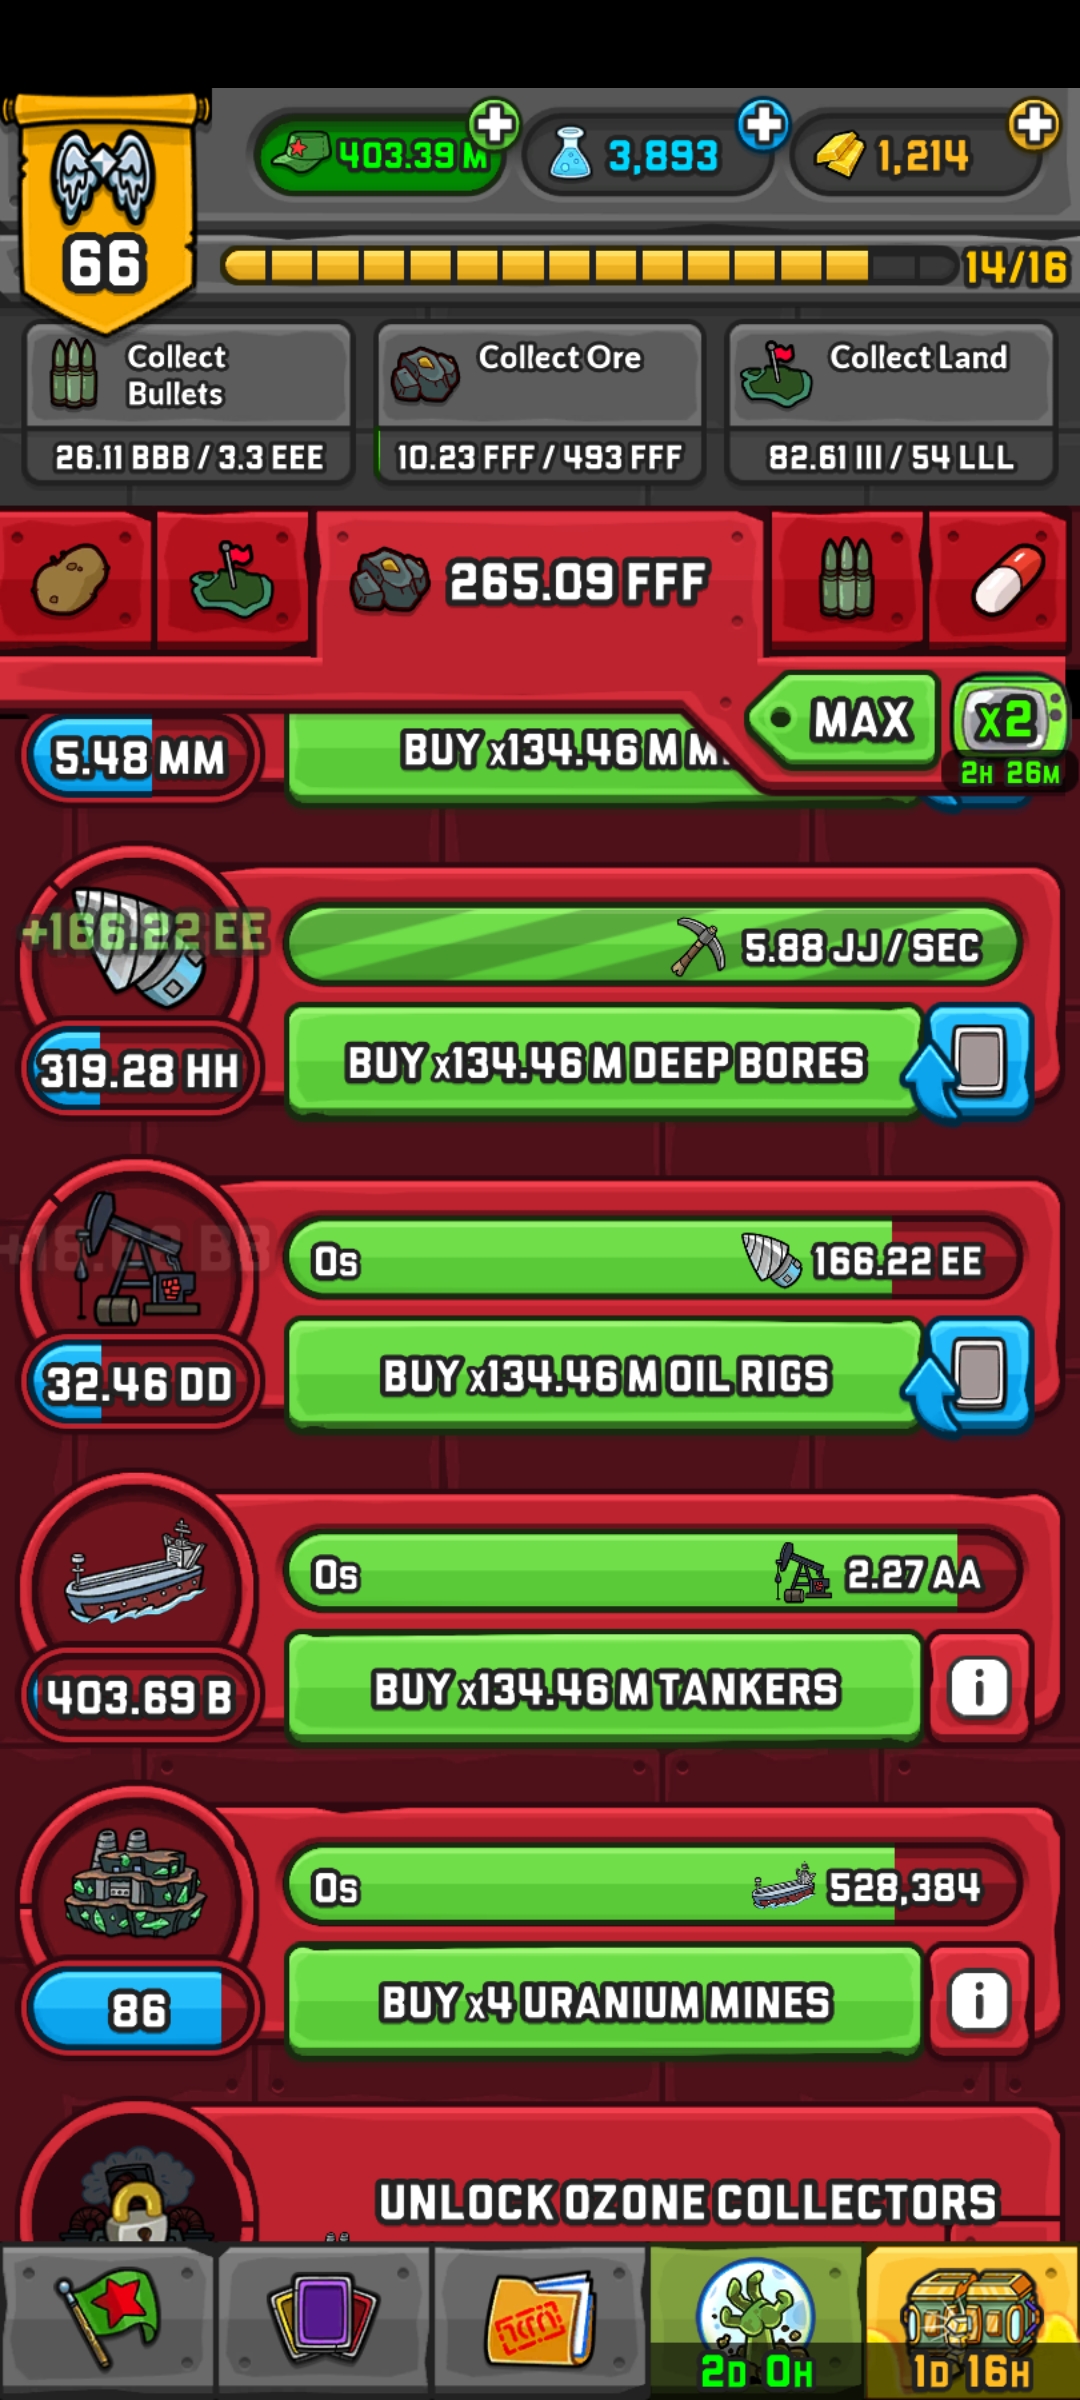 403.39 M
3,893
1,214
66
14/16
Collect
Bullets
26.11 BBB / 3.3 EEE
Collect Ore
10.23 FFF / 493 FFF
Collect Land
82.61 III / 54 LLL
265.09 FFF
MAX
x2
2H 26M
5.48 MM
BUY x134.46 M M
+166.22 EE
5.88 JJ / SEC
319.28 HH
BUY x134.46 M DEEP BORES
0s
166.22 EE
32.46 DD
BUY x134.46 M OIL RIGS
0s
2.27 AA
403.69 B
BUY x134.46 M TANKERS
i
0s
528,384
86
BUY x4 URANIUM MINES
i
UNLOCK OZONE COLLECTORS
2D 0H
1D 16H